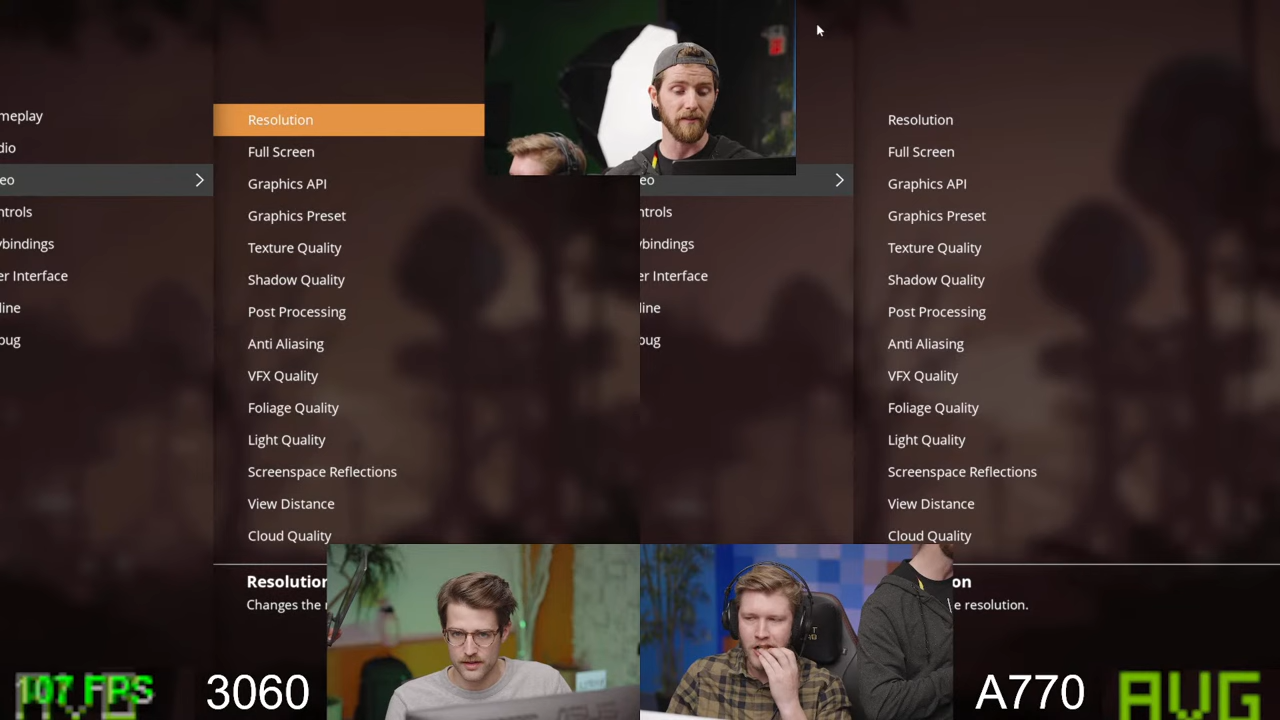 meplay
dio
eo
ntrols
ybindings
er Interface
line
bug
Resolution
Full Screen
Graphics API
Graphics Preset
Texture Quality
Shadow Quality
Post Processing
Anti Aliasing
VFX Quality
Foliage Quality
Light Quality
Screenspace Reflections
View Distance
Cloud Quality
Resolution
Changes the r
107 FPS
3060
eo
ntrols
ybindings
er Interface
line
bug
Resolution
Full Screen
Graphics API
Graphics Preset
Texture Quality
Shadow Quality
Post Processing
Anti Aliasing
VFX Quality
Foliage Quality
Light Quality
Screenspace Reflections
View Distance
Cloud Quality
on
e resolution.
A770
AVG